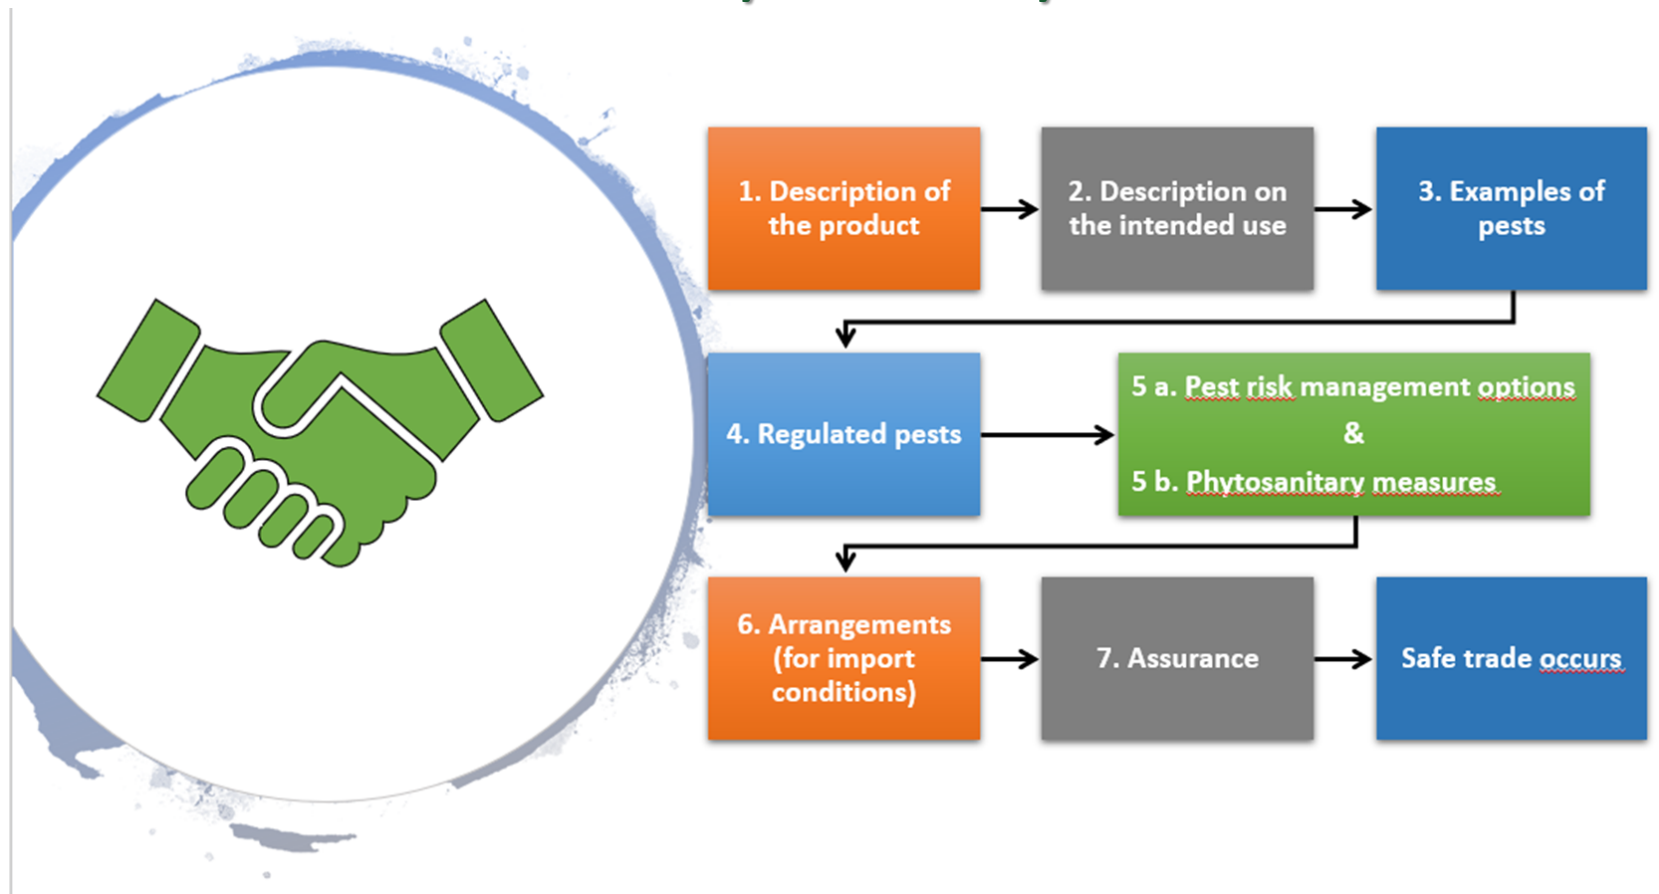 1. Description of
the product
2. Description on
the intended use
3. Examples of
pests
4. Regulated pests
5 a. Pest risk management options
&
5 b. Phytosanitary measures
6. Arrangements
(for import
conditions)
7. Assurance
Safe trade occurs